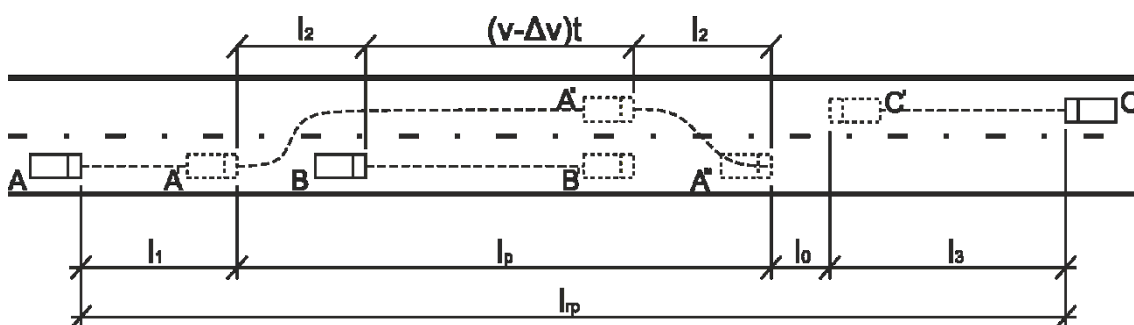 l₂ (v-Δv)t l₂
A" C' C
A A' B B' A'''
l₁ lₚ l₀ l₃
lᵣₚ